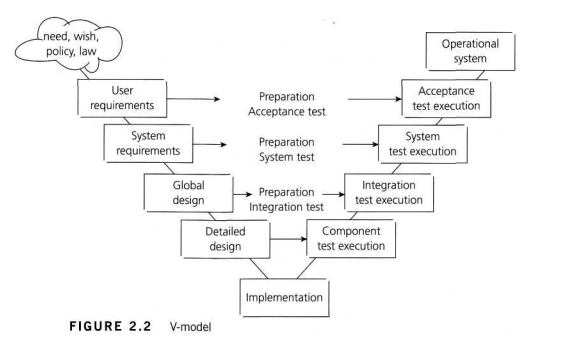 need, wish,
policy, law
Operational
system
User
requirements
Preparation
Acceptance test
Acceptance
test execution
System
requirements
Preparation
System test
System
test execution
Global
design
Preparation
Integration test
Integration
test execution
Detailed
design
Component
test execution
Implementation
FIGURE 2.2 V-model